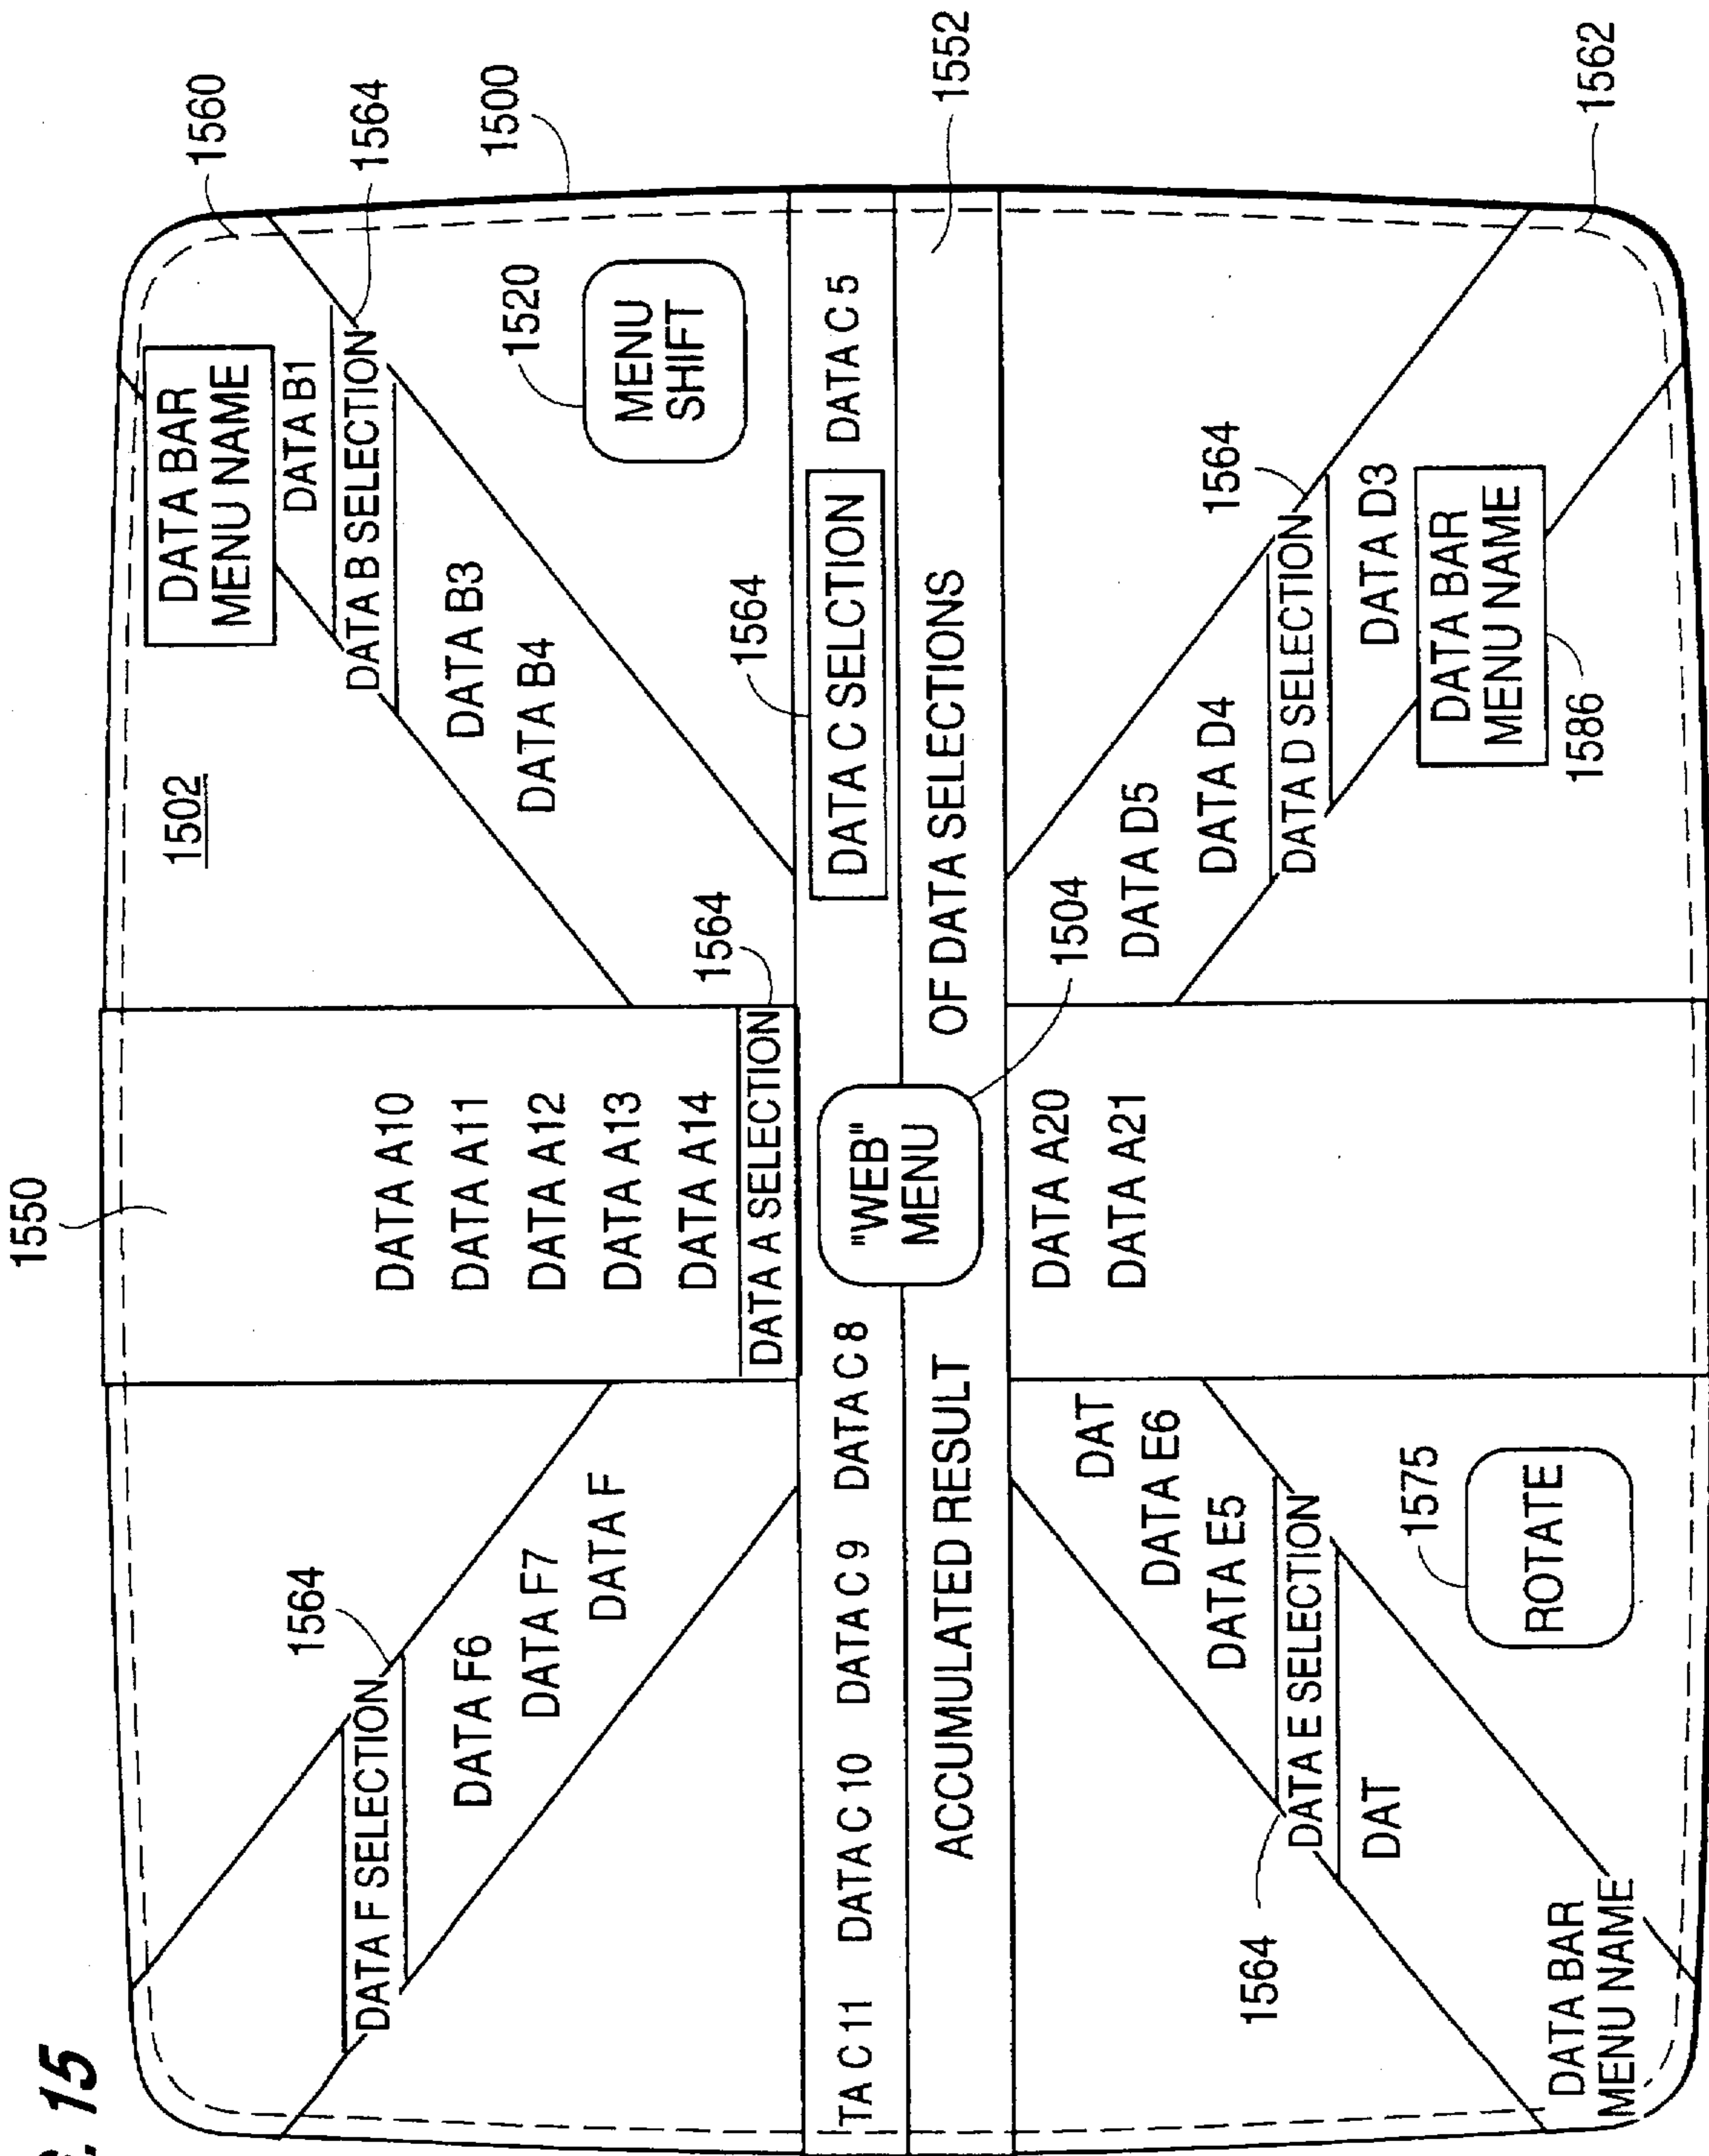 1550
. 15
1502
DATA BAR
MENU NAME
1560
DATA B1
1564
1564
DATA F SELECTION
DATA B SELECTION
DATA A10
DATA F6
DATA A11
DATA B3
1500
1520
DATA F7
DATA A12
DATA B4
DATA F
DATA A13
MENU
SHIFT
DATA A14
1564
1564
DATA A SELECTION
TA C 11 DATA C 10 DATA C 9 DATA C 8 DATA C SELCTION DATA C 5
"WEB"
MENU
ACCUMULATED RESULT OF DATA SELECTIONS
1552
DATA A20
1504
DAT
DATA A21
DATA D5
DATA E6
DATA D4
1564
DATA E5
1564
DATA E SELECTION
DATA D SELECTION
DAT
DATA D3
1575
DATA BAR
MENU NAME
ROTATE
DATA BAR
MENU NAME
1586
1562